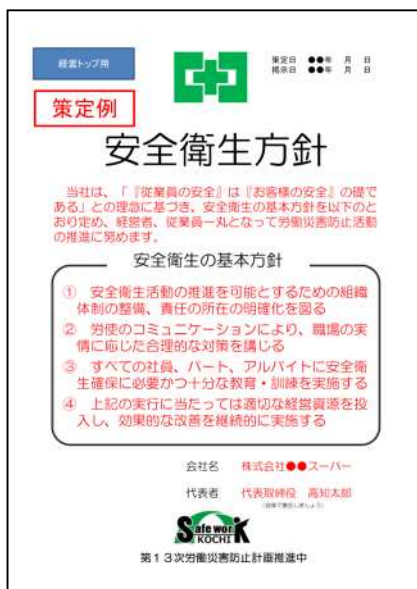 経営トップ用
策定日 ●●年 月 日
掲示日 ●●年 月 日
策定例
安全衛生方針
当社は、「『従業員の安全』は『お客様の安全』の礎で
ある」との理念に基づき、安全衛生の基本方針を以下のと
おり定め、経営者、従業員一丸となって労働災害防止活動
の推進に努めます。
安全衛生の基本方針
① 安全衛生活動の推進を可能とするための組織
体制の整備、責任の所在の明確化を図る
② 労使のコミュニケーションにより、職場の実
情に応じた合理的な対策を講じる
③ すべての社員、パート、アルバイトに安全衛
生確保に必要かつ十分な教育・訓練を実施する
④ 上記の実行に当たっては適切な経営資源を投
入し、効果的な改善を継続的に実施する
会社名 株式会社●●スーパー
代表者 代表取締役 高知太郎
Safe worK
KOCHI
第13次労働災害防止計画推進中